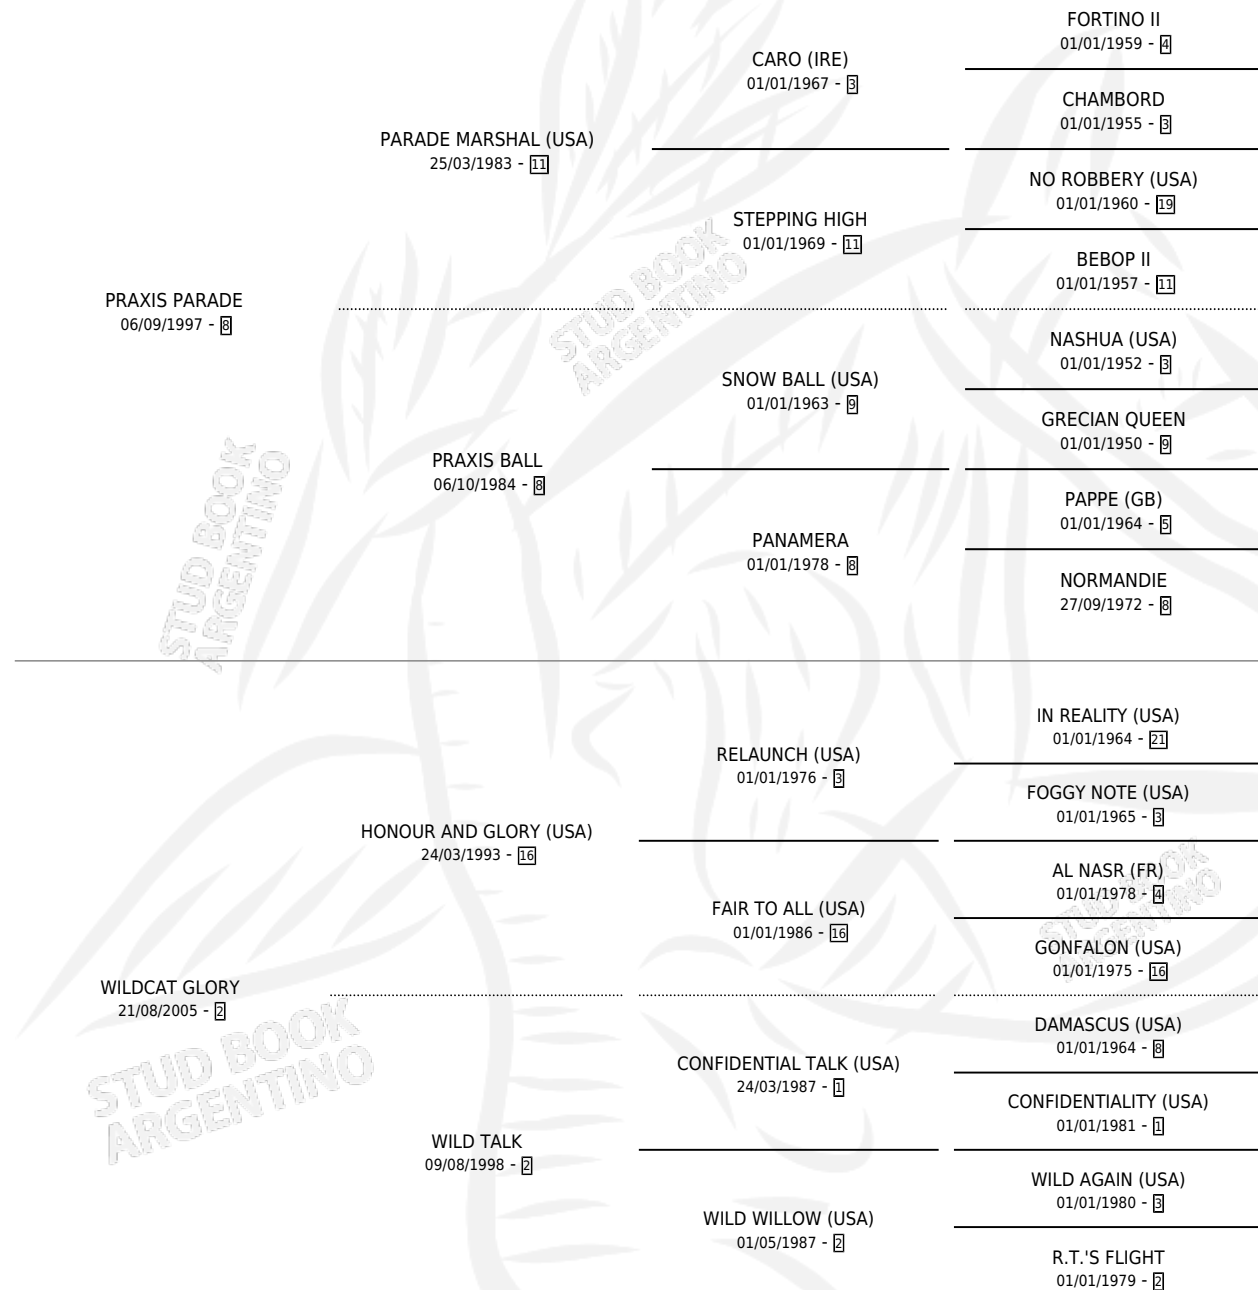 FORTINO II
01/01/1959 - 4
CARO (IRE)
01/01/1967 - 3
CHAMBORD
01/01/1955 - 3
PARADE MARSHAL (USA)
25/03/1983 - 11
NO ROBBERY (USA)
01/01/1960 - 19
STEPPING HIGH
01/01/1969 - 11
BEBOP II
01/01/1957 - 11
PRAXIS PARADE
06/09/1997 - 8
NASHUA (USA)
01/01/1952 - 3
SNOW BALL (USA)
01/01/1963 - 9
GRECIAN QUEEN
01/01/1950 - 9
PRAXIS BALL
06/10/1984 - 8
PAPPE (GB)
01/01/1964 - 5
PANAMERA
01/01/1978 - 8
NORMANDIE
27/09/1972 - 8
STUD BOOK
ARGENTINO
STUD BOOK
ARGENTINO
IN REALITY (USA)
01/01/1964 - 21
RELAUNCH (USA)
01/01/1976 - 3
FOGGY NOTE (USA)
01/01/1965 - 3
HONOUR AND GLORY (USA)
24/03/1993 - 16
AL NASR (FR)
01/01/1978 - 4
FAIR TO ALL (USA)
01/01/1986 - 16
GONFALON (USA)
01/01/1975 - 16
WILDCAT GLORY
21/08/2005 - 2
DAMASCUS (USA)
01/01/1964 - 8
CONFIDENTIAL TALK (USA)
24/03/1987 - 1
CONFIDENTIALITY (USA)
01/01/1981 - 1
WILD TALK
09/08/1998 - 2
WILD AGAIN (USA)
01/01/1980 - 3
WILD WILLOW (USA)
01/05/1987 - 2
R.T.'S FLIGHT
01/01/1979 - 2
STUD BOOK
ARGENTINO
STUD BOOK
ARGENTINO